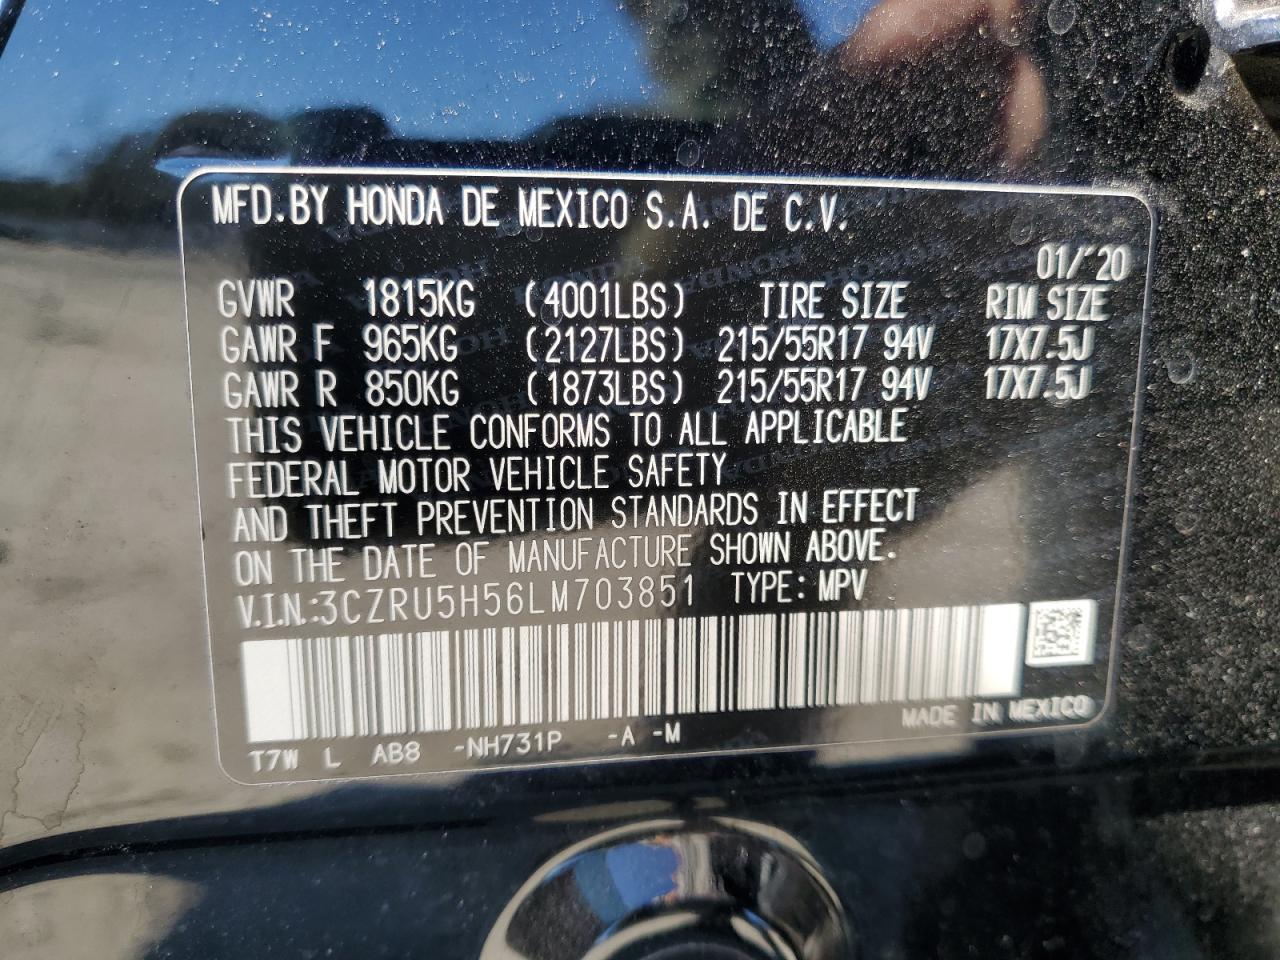 MFD.BY HONDA DE MEXICO S.A. DE C.V.
01/'20
GVWR 1815KG (4001LBS) TIRE SIZE RIM SIZE
GAWR F 965KG (2127LBS) 215/55R17 94V 17X7.5J
GAWR R 850KG (1873LBS) 215/55R17 94V 17X7.5J
THIS VEHICLE CONFORMS TO ALL APPLICABLE
FEDERAL MOTOR VEHICLE SAFETY
AND THEFT PREVENTION STANDARDS IN EFFECT
ON THE DATE OF MANUFACTURE SHOWN ABOVE.
V.I.N.:3CZRU5H56LM703851 TYPE: MPV
MADE IN MEXICO
T7W L AB8 -NH731P -A -M